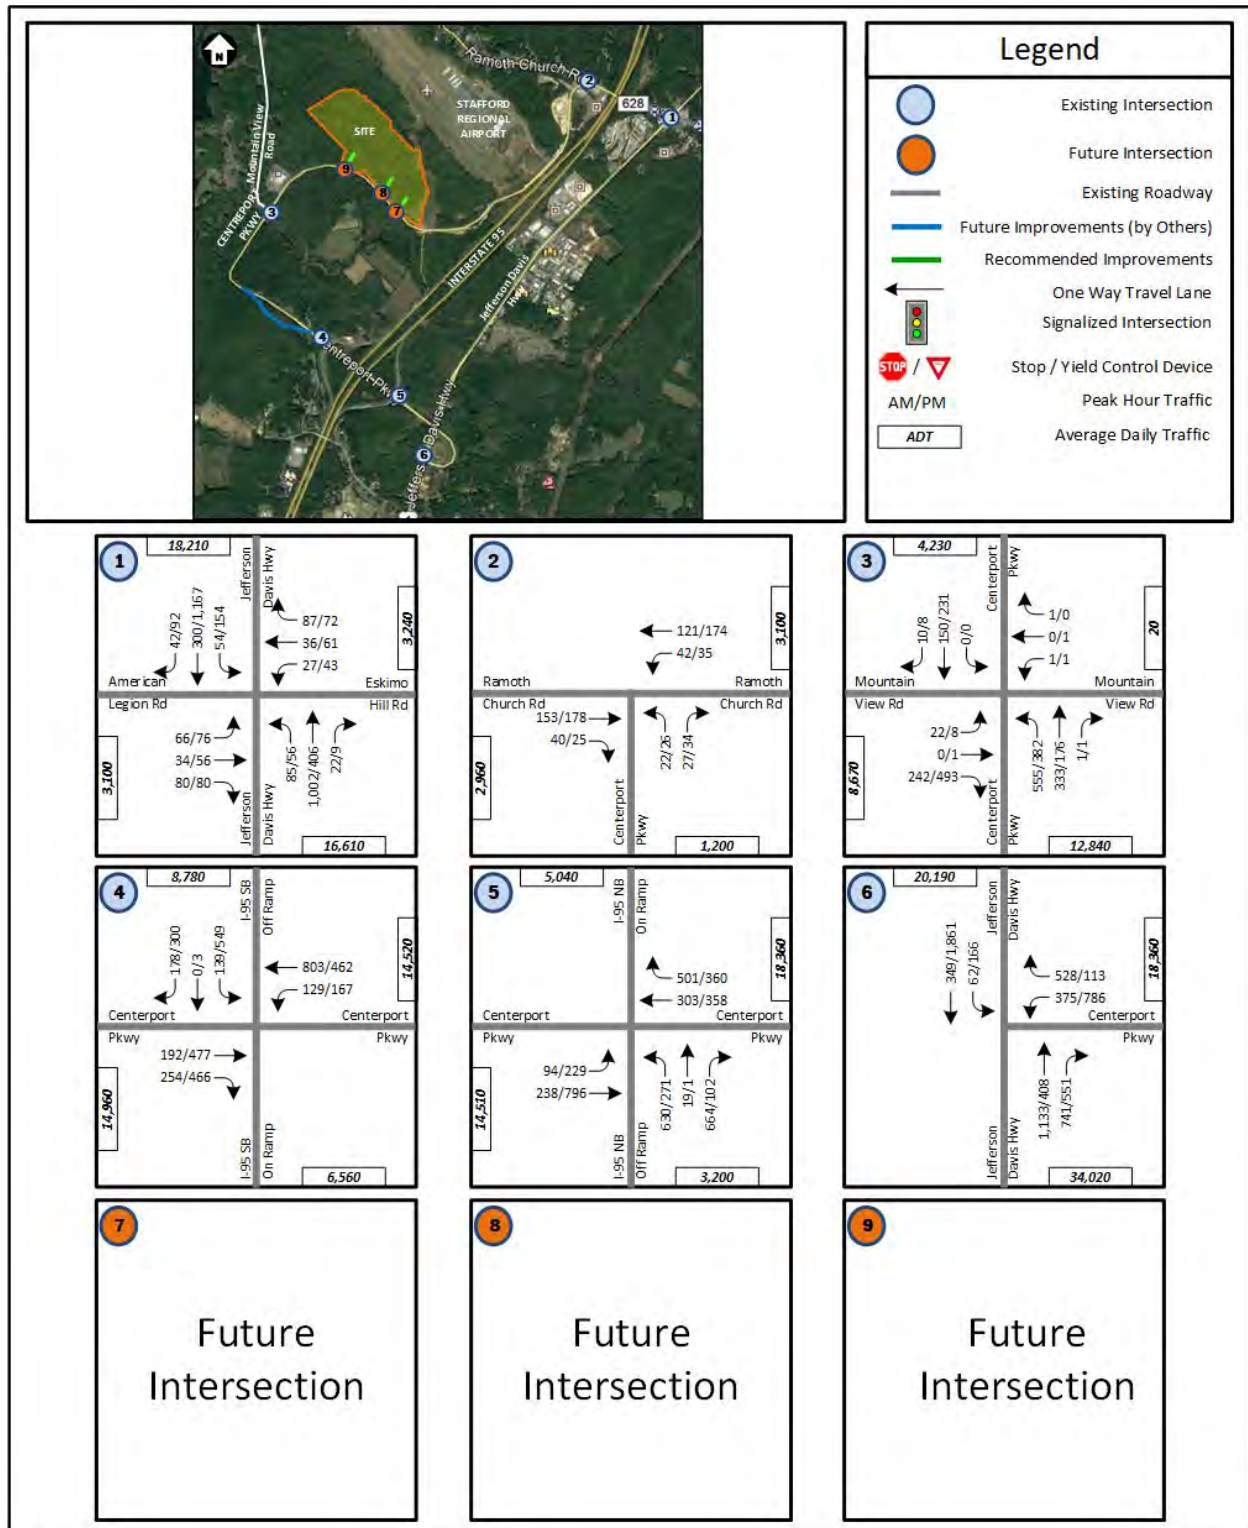 N
Ramoth Church R
2
628
1
STAFFORD
REGIONAL
AIRPORT
SITE
Mountain View
Road
CENTREPORT
PKWY
9
8
7
3
INTERSTATE 95
Jefferson Davis
Hwy
4
entreport Pkwy
5
6
Jeffers Davis Hwy
Legend
Existing Intersection
Future Intersection
Existing Roadway
Future Improvements (by Others)
Recommended Improvements
One Way Travel Lane
Signalized Intersection
STOP / Stop / Yield Control Device
AM/PM Peak Hour Traffic
ADT Average Daily Traffic
1
18,210
Jefferson
Davis Hwy
42/92
300/1,167
54/154
87/72
36/61
27/43
3,240
American
Legion Rd
Eskimo
Hill Rd
66/76
34/56
80/80
85/56
1,002/406
22/9
3,100
Jefferson
Davis Hwy
16,610
2
121/174
42/35
3,100
Ramoth
Church Rd
Ramoth
Church Rd
153/178
40/25
22/26
27/34
2,960
Centerport
Pkwy
1,200
3
4,230
Centerport
Pkwy
10/8
150/231
0/0
1/0
0/1
1/1
20
Mountain
View Rd
Mountain
View Rd
22/8
0/1
242/493
555/382
333/176
1/1
8,670
Centerport
Pkwy
12,840
4
8,780
I-95 SB
Off Ramp
178/300
0/3
139/549
803/462
129/167
14,520
Centerport
Pkwy
Centerport
Pkwy
192/477
254/466
14,960
I-95 SB
On Ramp
6,560
5
5,040
I-95 NB
On Ramp
501/360
303/358
18,360
Centerport
Pkwy
Centerport
Pkwy
94/229
238/796
630/271
19/1
664/102
14,510
I-95 NB
Off Ramp
3,200
6
20,190
Jefferson
Davis Hwy
349/1,861
62/166
528/113
375/786
18,360
Centerport
Pkwy
1,133/408
741/551
Jefferson
Davis Hwy
34,020
7
Future
Intersection
8
Future
Intersection
9
Future
Intersection